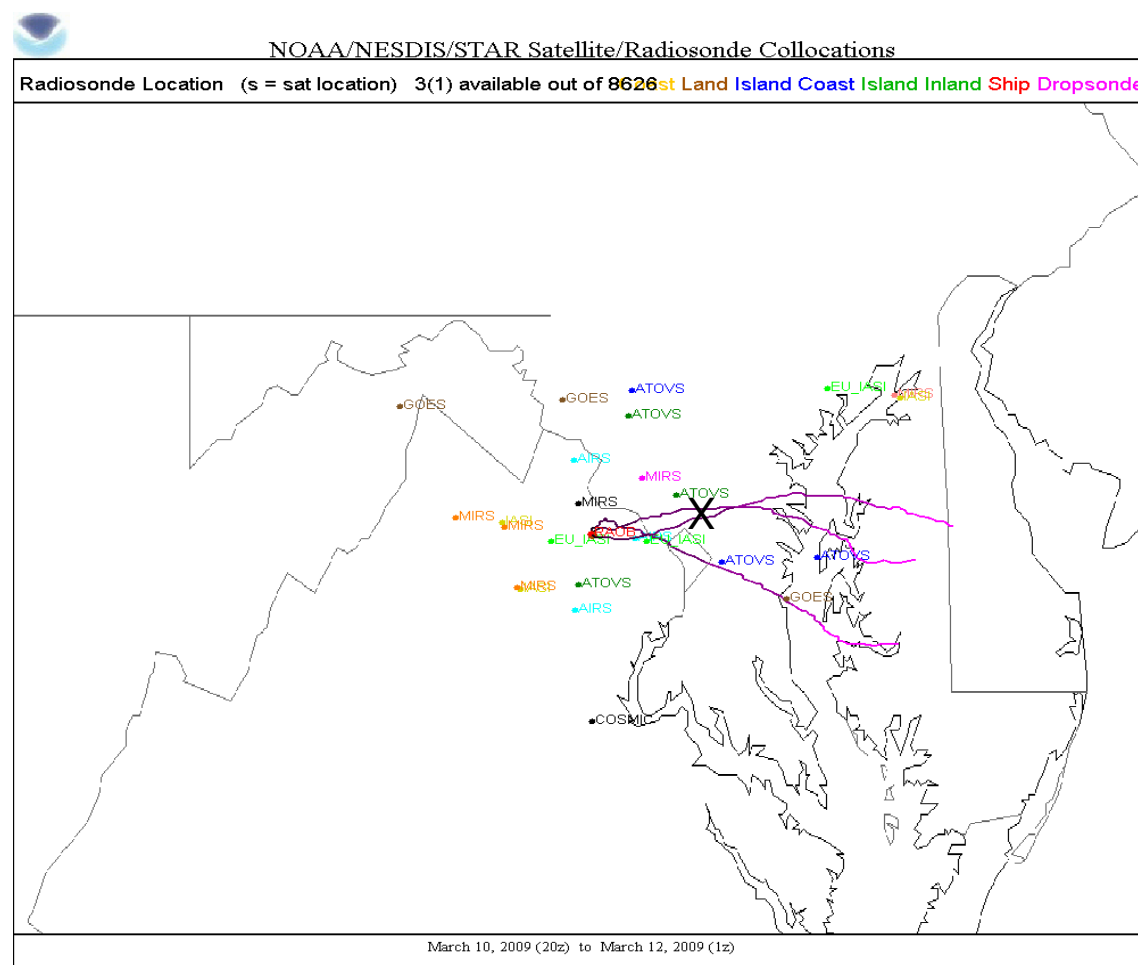 NOAA/NESDIS/STAR Satellite/Radiosonde Collocations
Radiosonde Location (s = sat location) 3(1) available out of 8626 Land Island Coast Island Inland Ship Dropsonde
EU_IASI
ATOVS
GOES
GOES
ATOVS
AIRS
MIRS
ATOVS
MIRS
MIRS
IASI
MIRS
RAOB
EU_IASI
EU_IASI
ATOVS
ATOVS
MIRS
ATOVS
GOES
AIRS
COSMIC
March 10, 2009 (20z) to March 12, 2009 (1z)